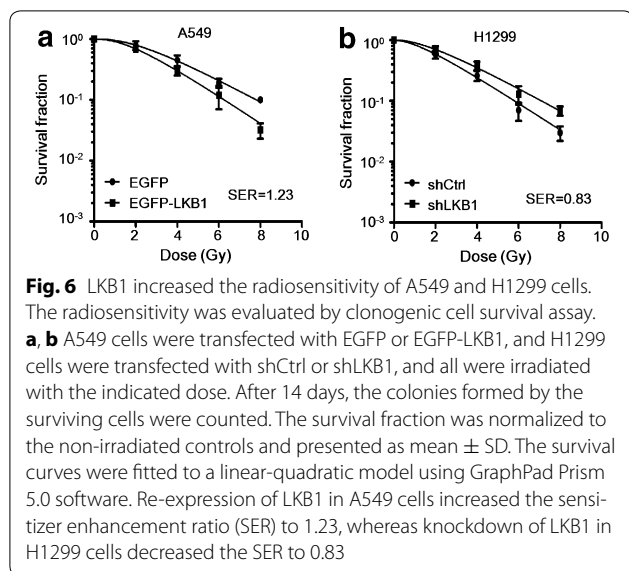 a
A549
Survival fraction
10⁰
10⁻¹
10⁻²
10⁻³
EGFP
EGFP-LKB1
SER=1.23
0 2 4 6 8 10
Dose (Gy)
b
H1299
Survival fraction
10⁰
10⁻¹
10⁻²
10⁻³
shCtrl
shLKB1
SER=0.83
0 2 4 6 8 10
Dose (Gy)
Fig. 6 LKB1 increased the radiosensitivity of A549 and H1299 cells.
The radiosensitivity was evaluated by clonogenic cell survival assay.
a, b A549 cells were transfected with EGFP or EGFP-LKB1, and H1299
cells were transfected with shCtrl or shLKB1, and all were irradiated
with the indicated dose. After 14 days, the colonies formed by the
surviving cells were counted. The survival fraction was normalized to
the non-irradiated controls and presented as mean ± SD. The survival
curves were fitted to a linear-quadratic model using GraphPad Prism
5.0 software. Re-expression of LKB1 in A549 cells increased the sensi-
tizer enhancement ratio (SER) to 1.23, whereas knockdown of LKB1 in
H1299 cells decreased the SER to 0.83